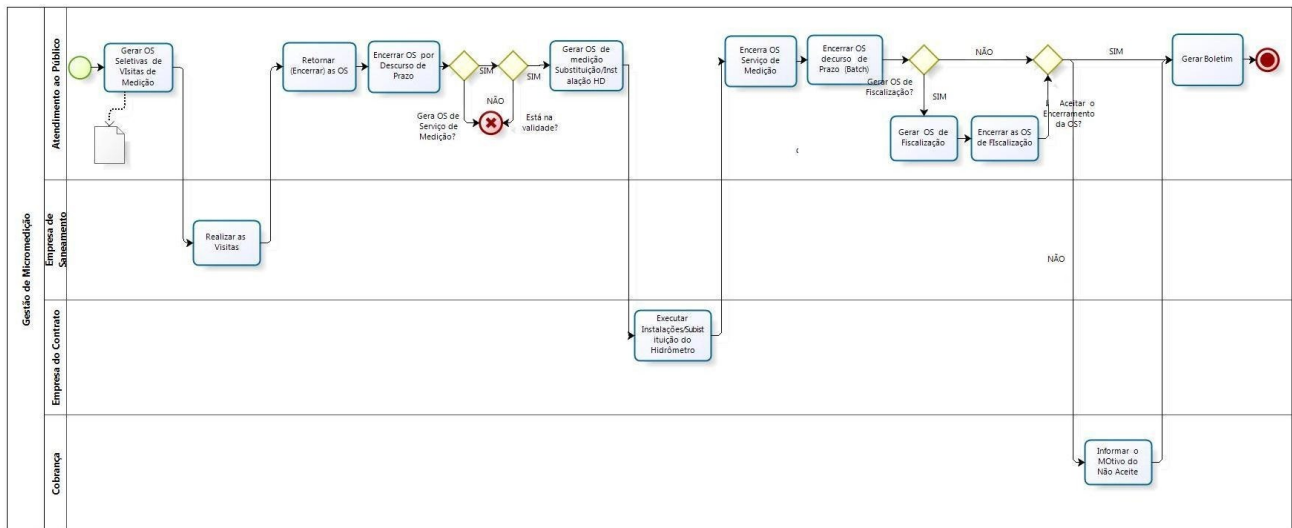 Gestão de Micromedição
Atendimento ao Público
Gerar OS
Seletivas de
VIsitas de
Medição
Retornar
(Encerrar) as OS
Encerrar OS por
Descurso de
Prazo
SIM
SIM
NÃO
Gera OS de
Serviço de
Medição?
Está na
validade?
Gerar OS de
medição
Substituição/Inst
alação HD
Encerra OS
Serviço de
Medição
Encerrar OS
decurso de
Prazo (Batch)
Gerar OS de
Fiscalização?
NÃO
SIM
Gerar OS de
Fiscalização
Encerrar as OS
de FIscalização
Aceitar o
Encerramento
da OS?
SIM
Gerar Boletim
Empresa de
Saneamento
Realizar as
Visitas
NÃO
Empresa do Contrato
Executar
Instalações/Subist
ituição do
Hidrômetro
Cobrança
Informar o
MOtivo do
Não Aceite